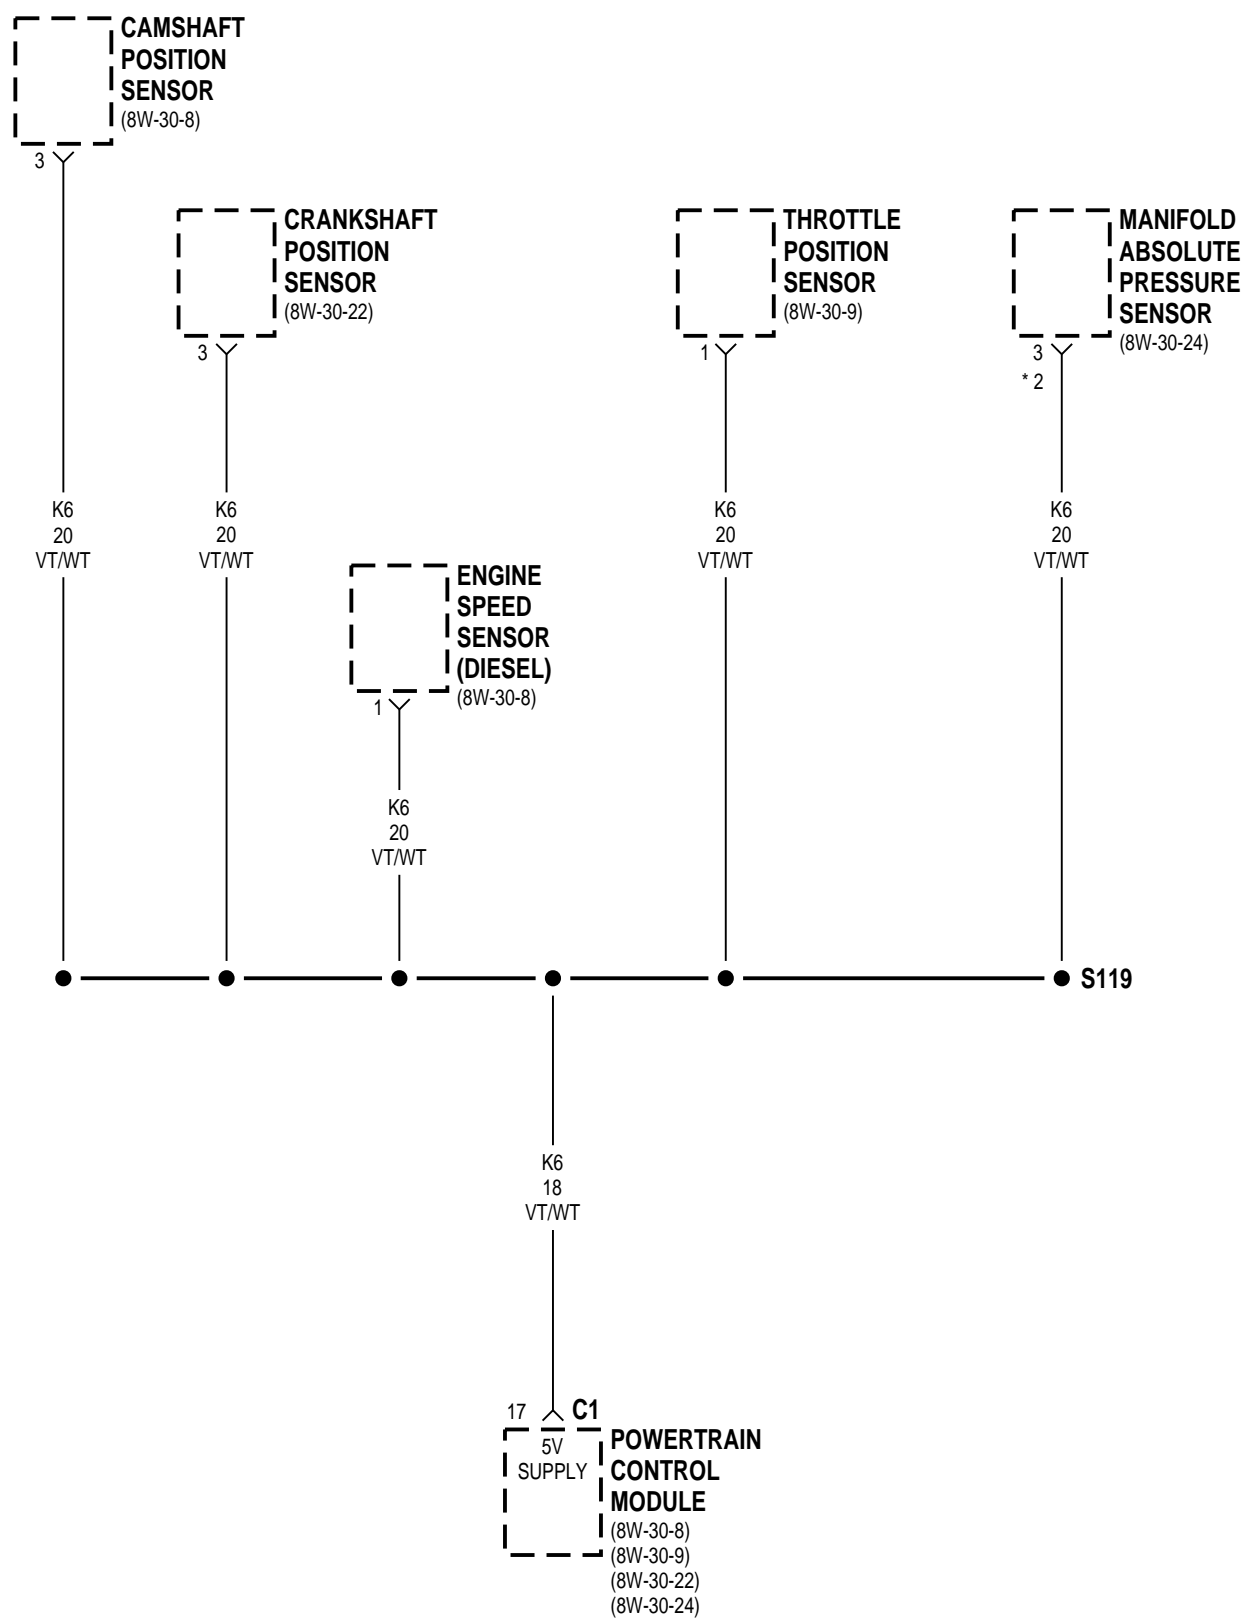 CAMSHAFT
POSITION
SENSOR
(8W-30-8)
3
CRANKSHAFT
POSITION
SENSOR
(8W-30-22)
3
THROTTLE
POSITION
SENSOR
(8W-30-9)
1
MANIFOLD
ABSOLUTE
PRESSURE
SENSOR
(8W-30-24)
3
* 2
K6
20
VT/WT
K6
20
VT/WT
K6
20
VT/WT
K6
20
VT/WT
ENGINE
SPEED
SENSOR
(DIESEL)
(8W-30-8)
1
K6
20
VT/WT
S119
K6
18
VT/WT
17
C1
5V
SUPPLY
POWERTRAIN
CONTROL
MODULE
(8W-30-8)
(8W-30-9)
(8W-30-22)
(8W-30-24)